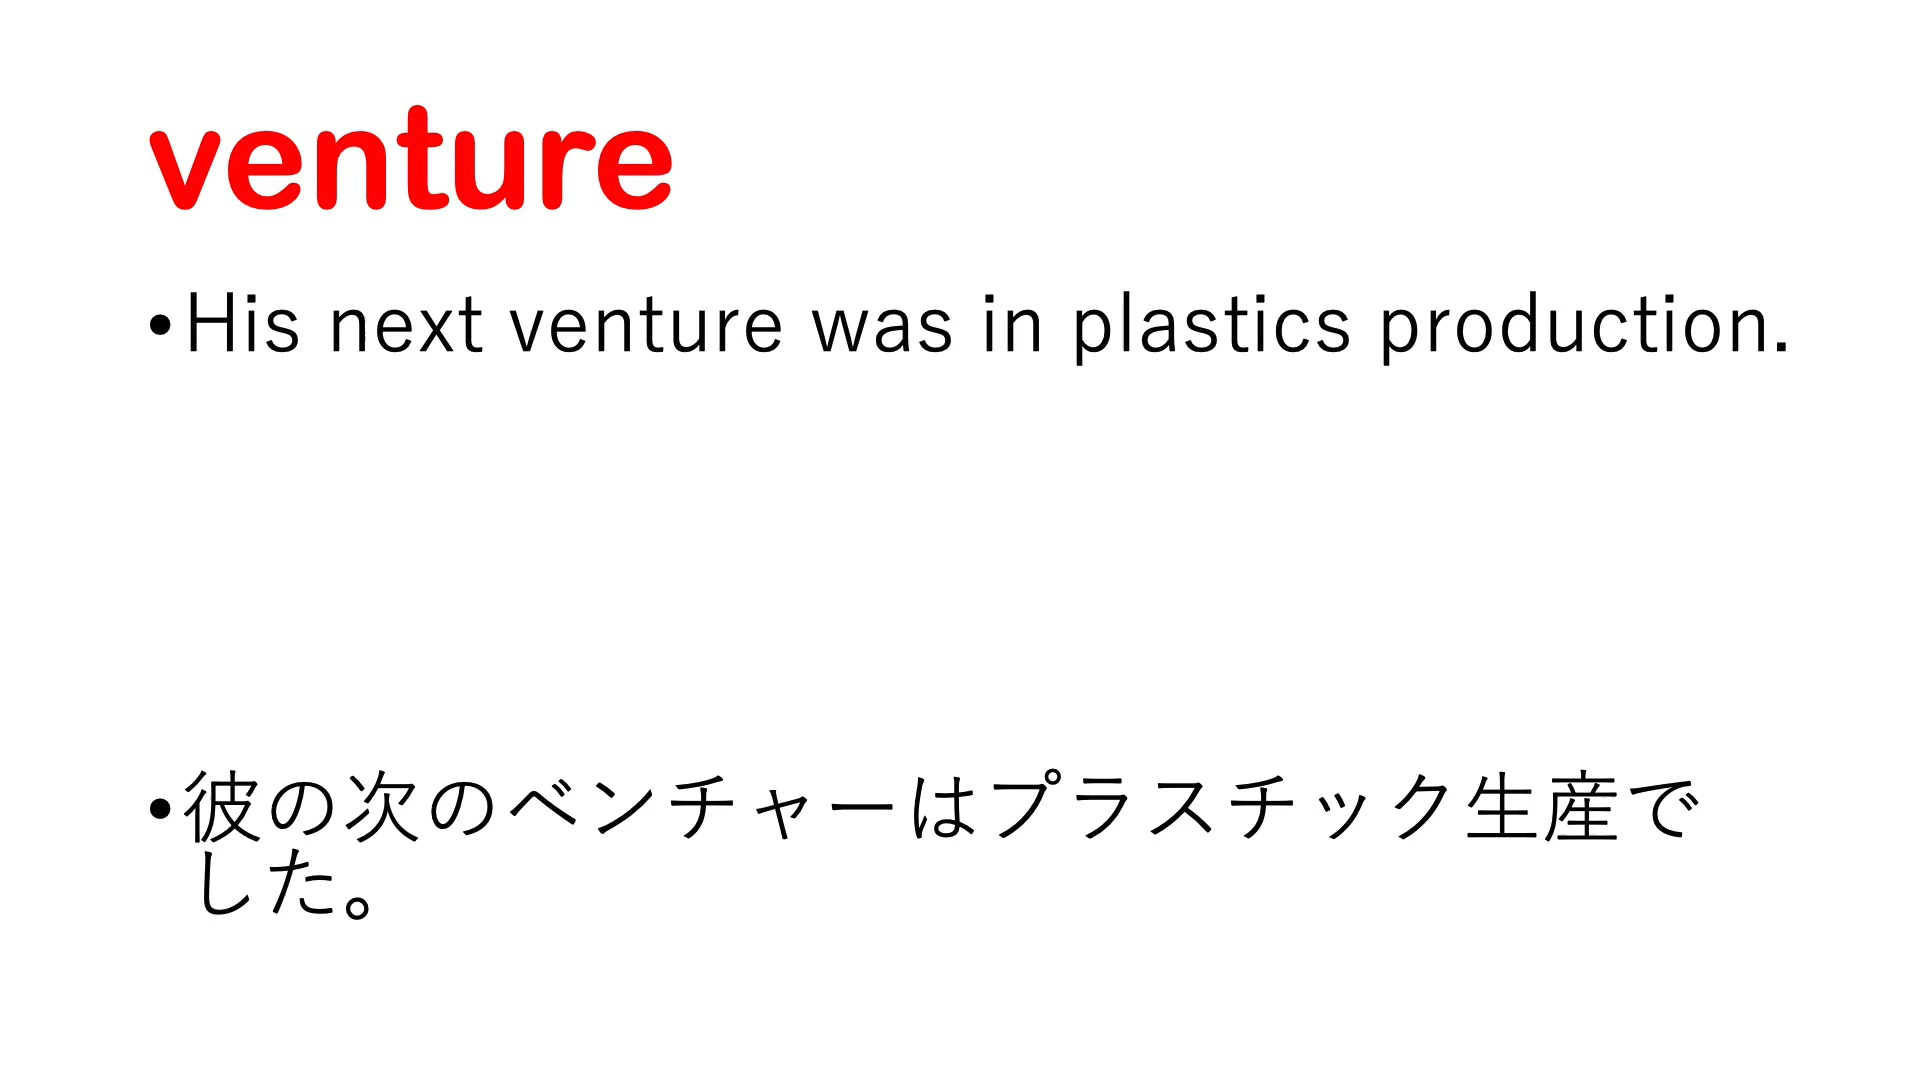 venture
•His next venture was in plastics production.
•彼の次のベンチャーはプラスチック生産で
した。